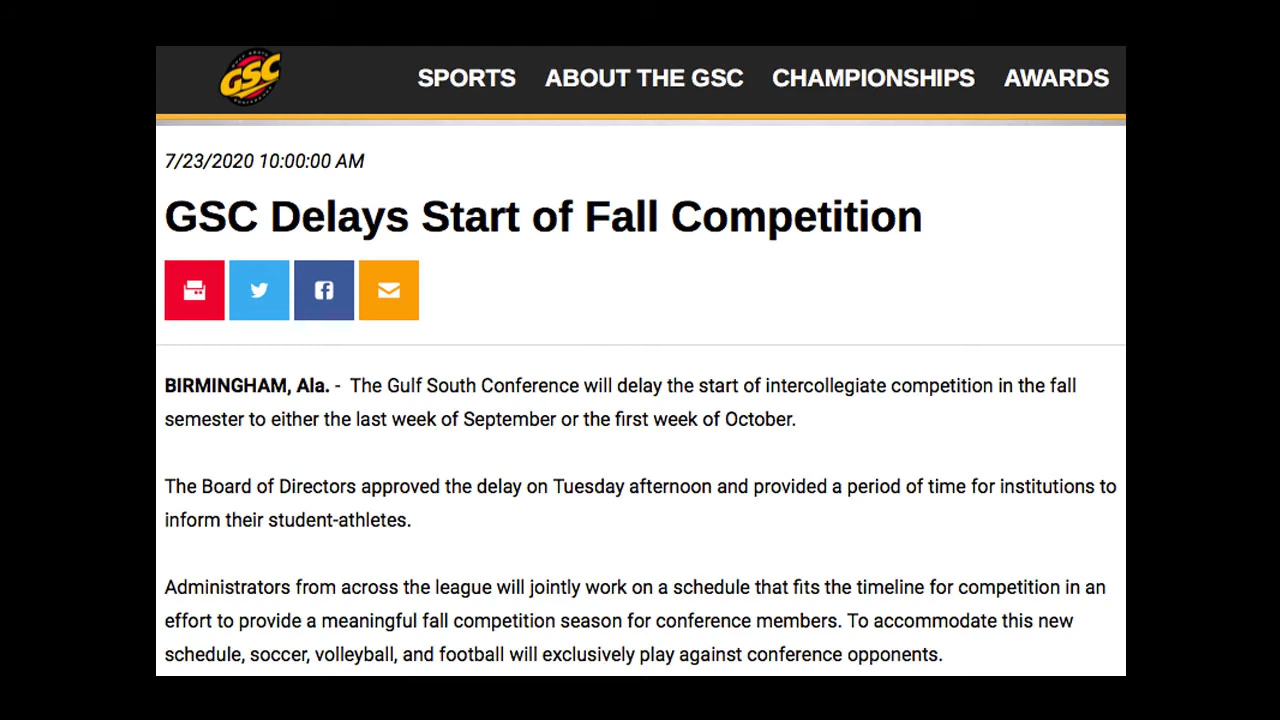 GSC
SPORTS ABOUT THE GSC CHAMPIONSHIPS AWARDS
7/23/2020 10:00:00 AM
GSC Delays Start of Fall Competition
BIRMINGHAM, Ala. - The Gulf South Conference will delay the start of intercollegiate competition in the fall
semester to either the last week of September or the first week of October.
The Board of Directors approved the delay on Tuesday afternoon and provided a period of time for institutions to
inform their student-athletes.
Administrators from across the league will jointly work on a schedule that fits the timeline for competition in an
effort to provide a meaningful fall competition season for conference members. To accommodate this new
schedule, soccer, volleyball, and football will exclusively play against conference opponents.